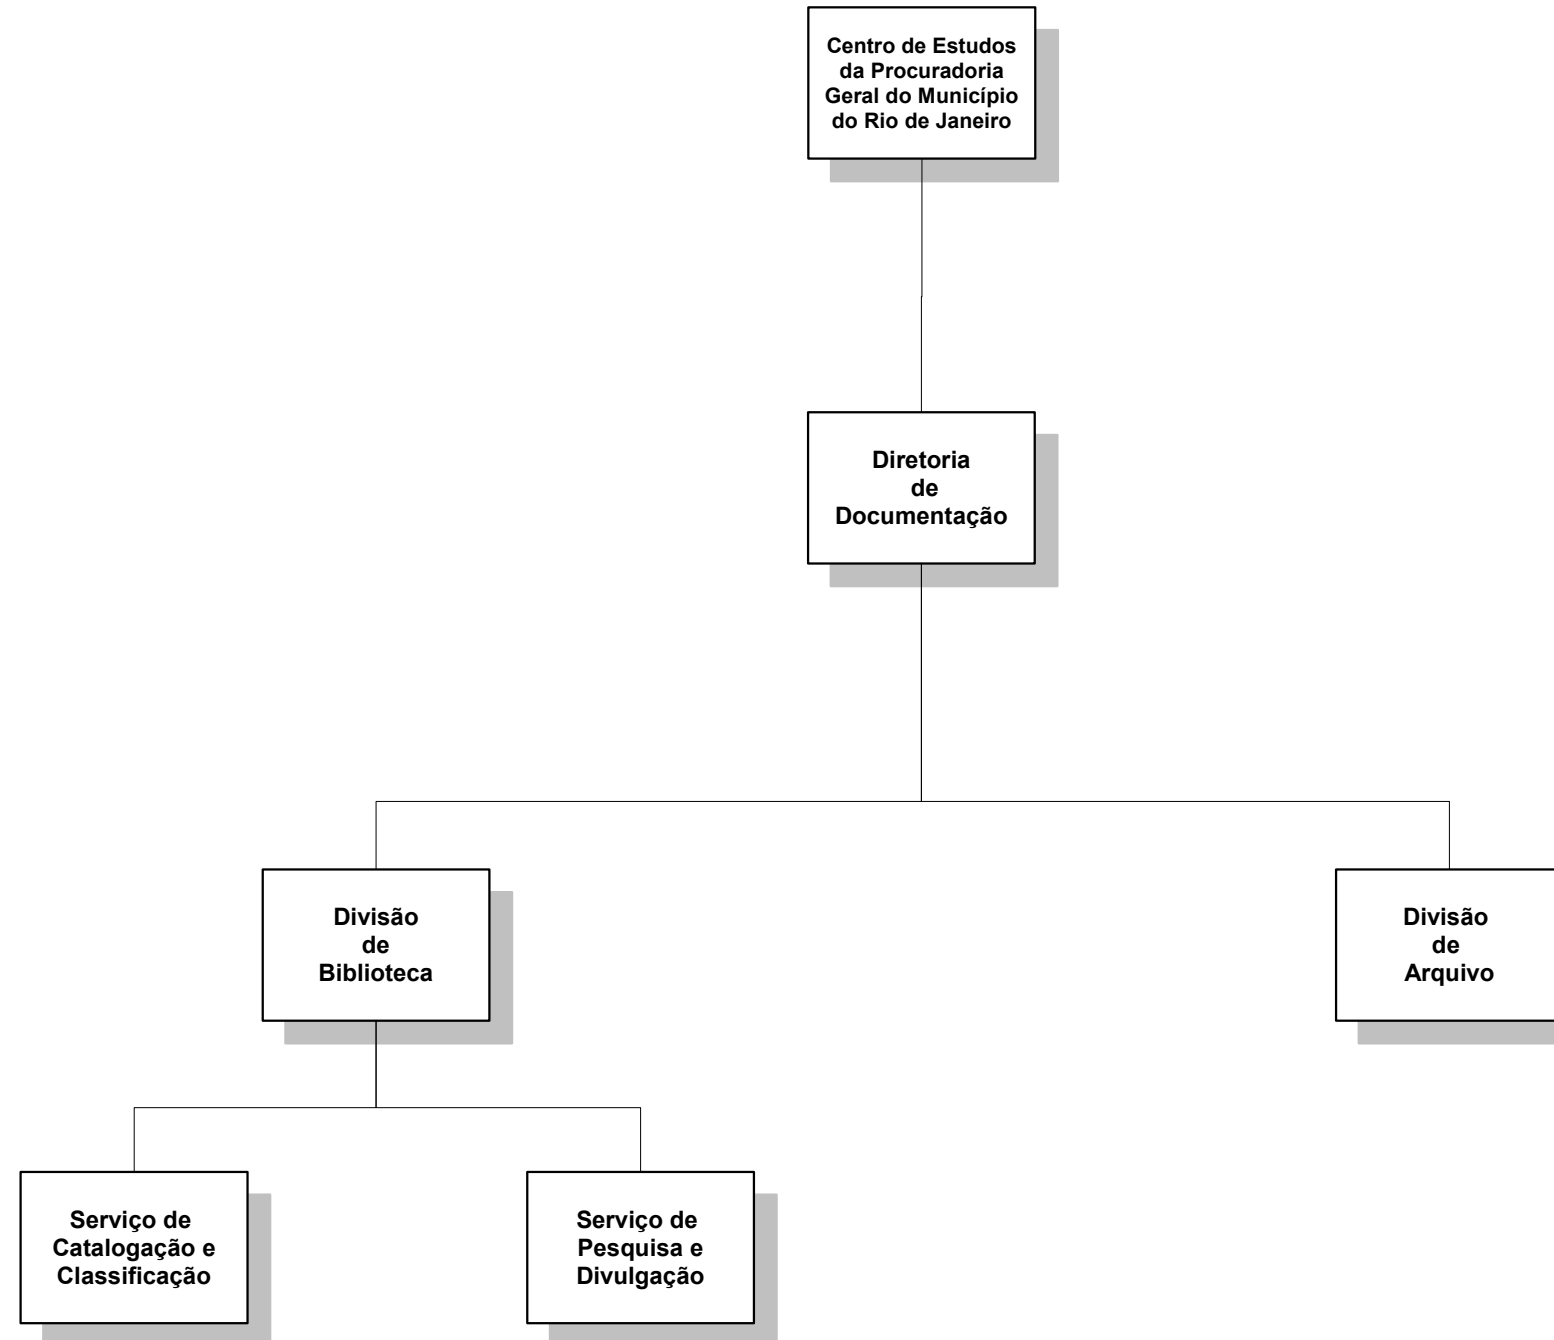 Centro de Estudos
da Procuradoria
Geral do Município
do Rio de Janeiro
Diretoria
de
Documentação
Divisão
de
Biblioteca
Divisão
de
Arquivo
Serviço de
Catalogação e
Classificação
Serviço de
Pesquisa e
Divulgação